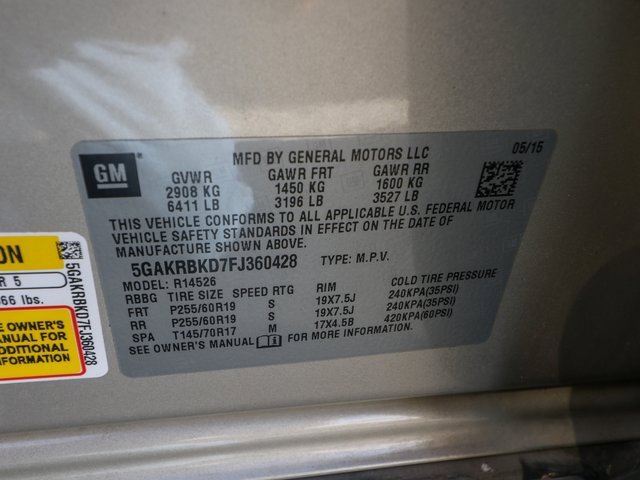 GM
MFD BY GENERAL MOTORS LLC 05/15
GVWR GAWR FRT GAWR RR
2908 KG 1450 KG 1600 KG
6411 LB 3196 LB 3527 LB
THIS VEHICLE CONFORMS TO ALL APPLICABLE U.S. FEDERAL MOTOR
VEHICLE SAFETY STANDARDS IN EFFECT ON THE DATE OF
MANUFACTURE SHOWN ABOVE.
5GAKRBKD7FJ360428 TYPE: M.P.V.
MODEL: R14526
RBBG TIRE SIZE SPEED RTG RIM COLD TIRE PRESSURE
FRT P255/60R19 S 19X7.5J 240KPA(35PSI)
RR P255/60R19 S 19X7.5J 240KPA(35PSI)
SPA T145/70R17 M 17X4.5B 420KPA(60PSI)
SEE OWNER'S MANUAL FOR MORE INFORMATION.
ON
R 5
66 lbs.
E OWNER'S
MANUAL FOR
ADDITIONAL
INFORMATION
5GAKRBKD7FJ360428